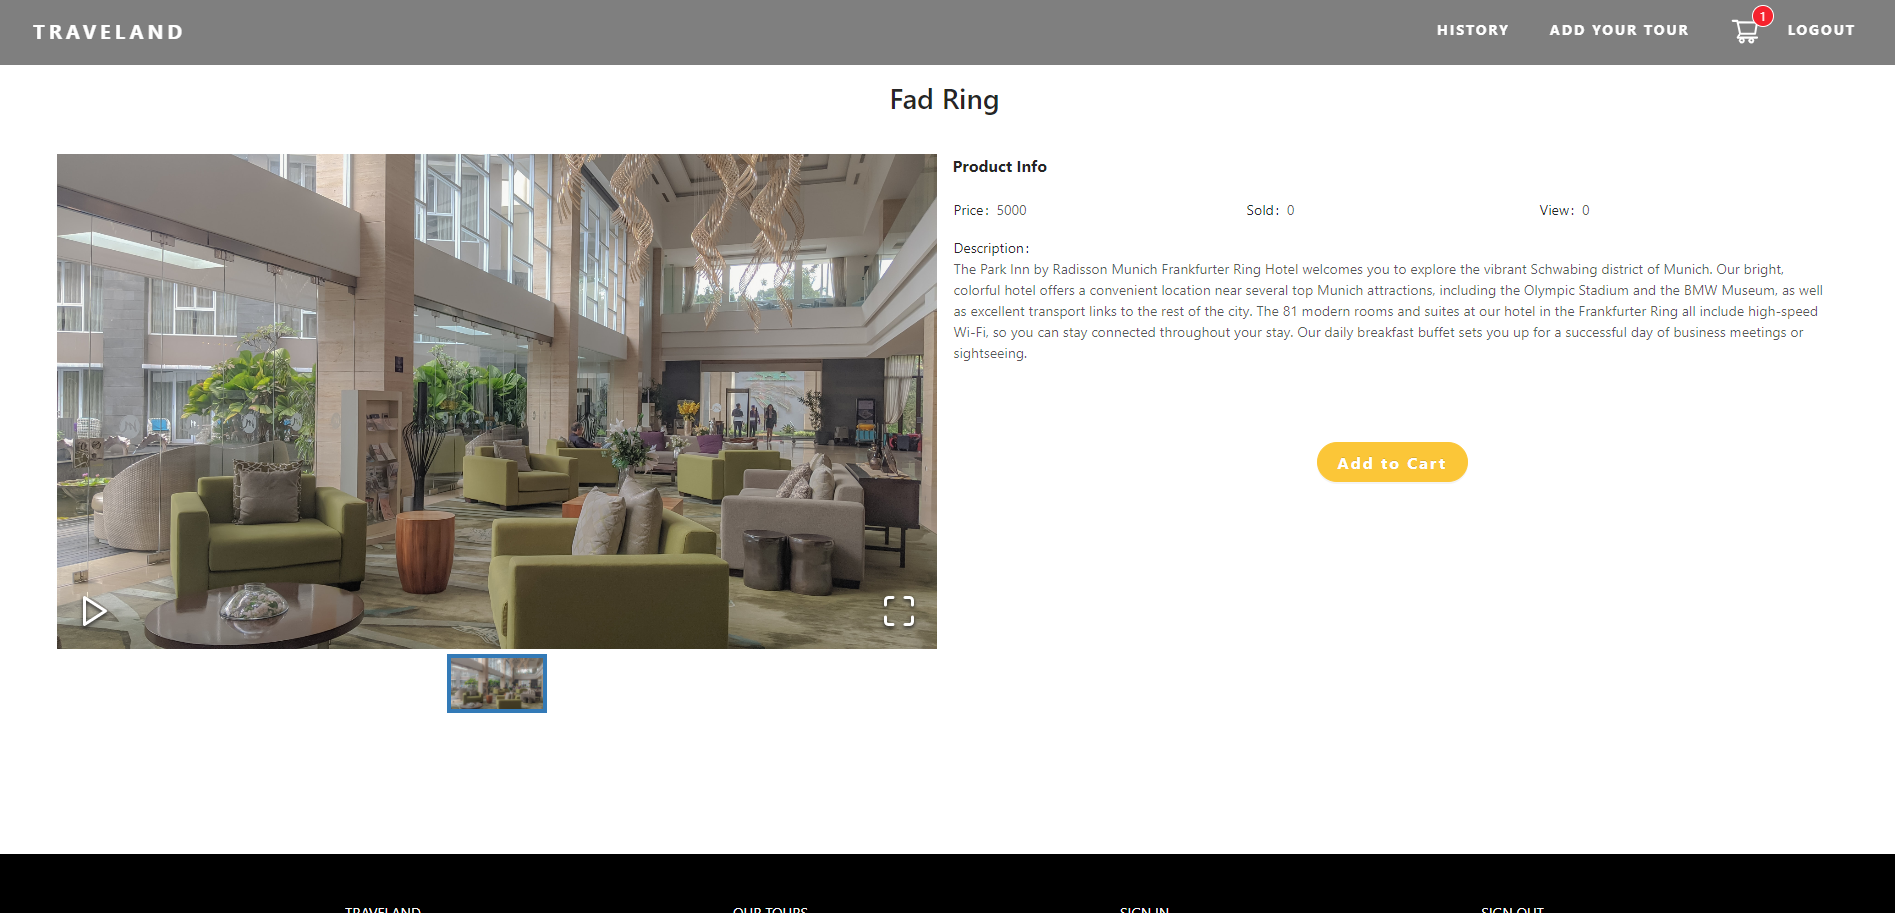 TRAVELAND
HISTORY
ADD YOUR TOUR
1
LOGOUT
Fad Ring
Product Info
Price: 5000
Sold: 0
View: 0
Description:
The Park Inn by Radisson Munich Frankfurter Ring Hotel welcomes you to explore the vibrant Schwabing district of Munich. Our bright,
colorful hotel offers a convenient location near several top Munich attractions, including the Olympic Stadium and the BMW Museum, as well
as excellent transport links to the rest of the city. The 81 modern rooms and suites at our hotel in the Frankfurter Ring all include high-speed
Wi-Fi, so you can stay connected throughout your stay. Our daily breakfast buffet sets you up for a successful day of business meetings or
sightseeing.
Add to Cart
TRAVELAND
OUR TOURS
SIGN IN
SIGN OUT